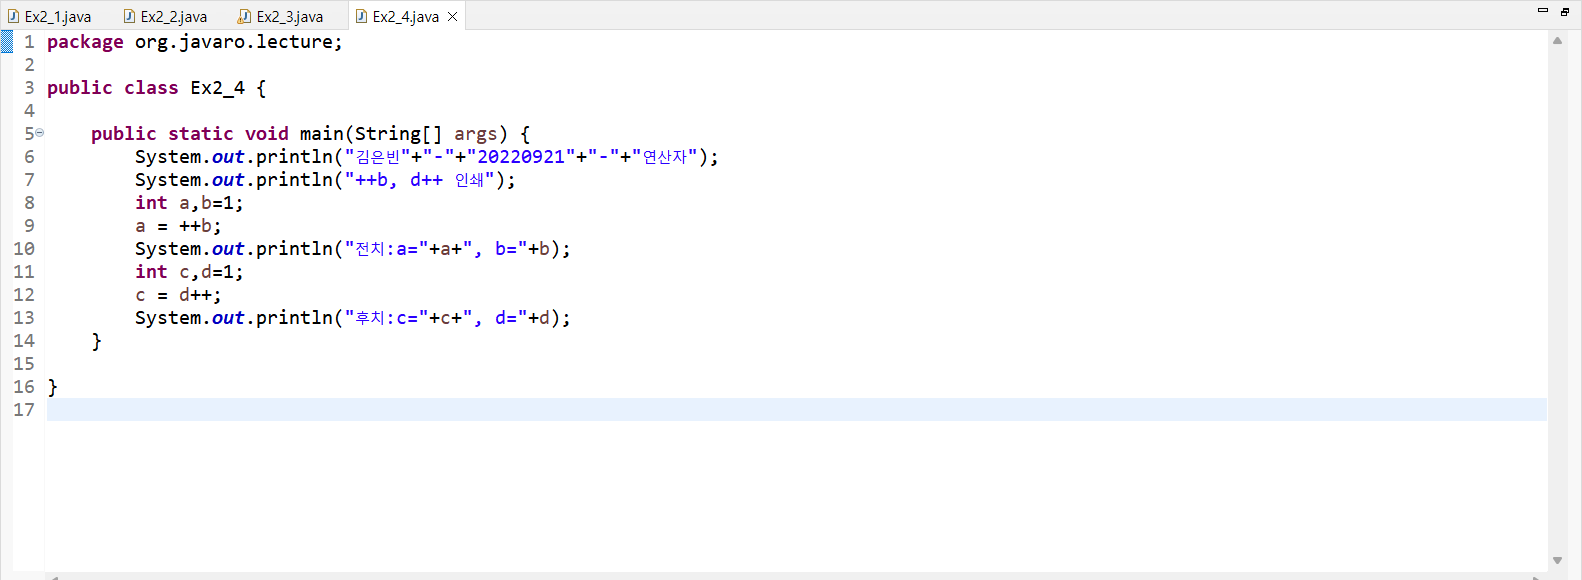 Ex2_1.java Ex2_2.java Ex2_3.java Ex2_4.java
1 package org.javaro.lecture;
2
3 public class Ex2_4 {
4
5 public static void main(String[] args) {
6 System.out.println("김은빈"+"-"+"20220921"+"-"+"연산자");
7 System.out.println("++b, d++ 인쇄");
8 int a,b=1;
9 a = ++b;
10 System.out.println("전치:a="+a+", b="+b);
11 int c,d=1;
12 c = d++;
13 System.out.println("후치:c="+c+", d="+d);
14 }
15
16 }
17